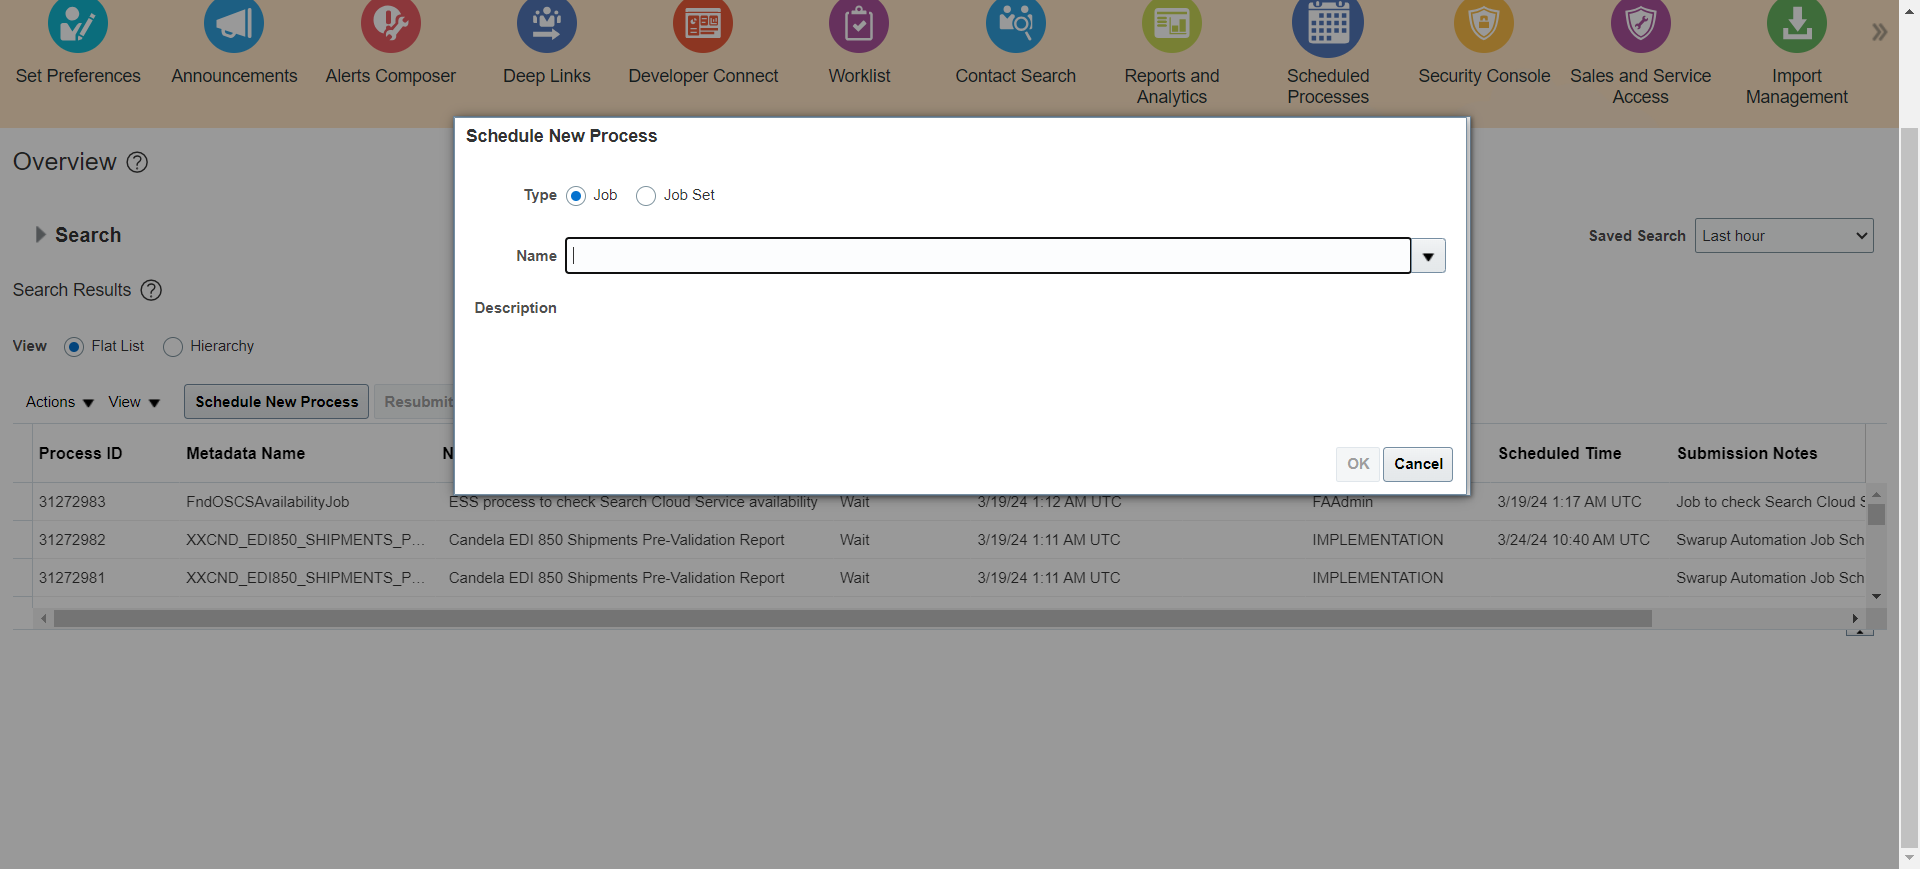 Set Preferences
Announcements
Alerts Composer
Deep Links
Developer Connect
Worklist
Contact Search
Reports and
Analytics
Scheduled
Processes
Security Console
Sales and Service
Access
Import
Management
Overview
Search
Saved Search Last hour
Search Results
View Flat List Hierarchy
Actions View Schedule New Process Resubmit
Schedule New Process
Type Job Job Set
Name
Description
OK Cancel
Process ID Metadata Name N Scheduled Time Submission Notes
31272983 FndOSCSAvailabilityJob ESS process to check Search Cloud Service availability Wait 3/19/24 1:12 AM UTC FAAdmin 3/19/24 1:17 AM UTC Job to check Search Cloud S
31272982 XXCND_EDI850_SHIPMENTS_P... Candela EDI 850 Shipments Pre-Validation Report Wait 3/19/24 1:11 AM UTC IMPLEMENTATION 3/24/24 10:40 AM UTC Swarup Automation Job Sch
31272981 XXCND_EDI850_SHIPMENTS_P... Candela EDI 850 Shipments Pre-Validation Report Wait 3/19/24 1:11 AM UTC IMPLEMENTATION Swarup Automation Job Sch